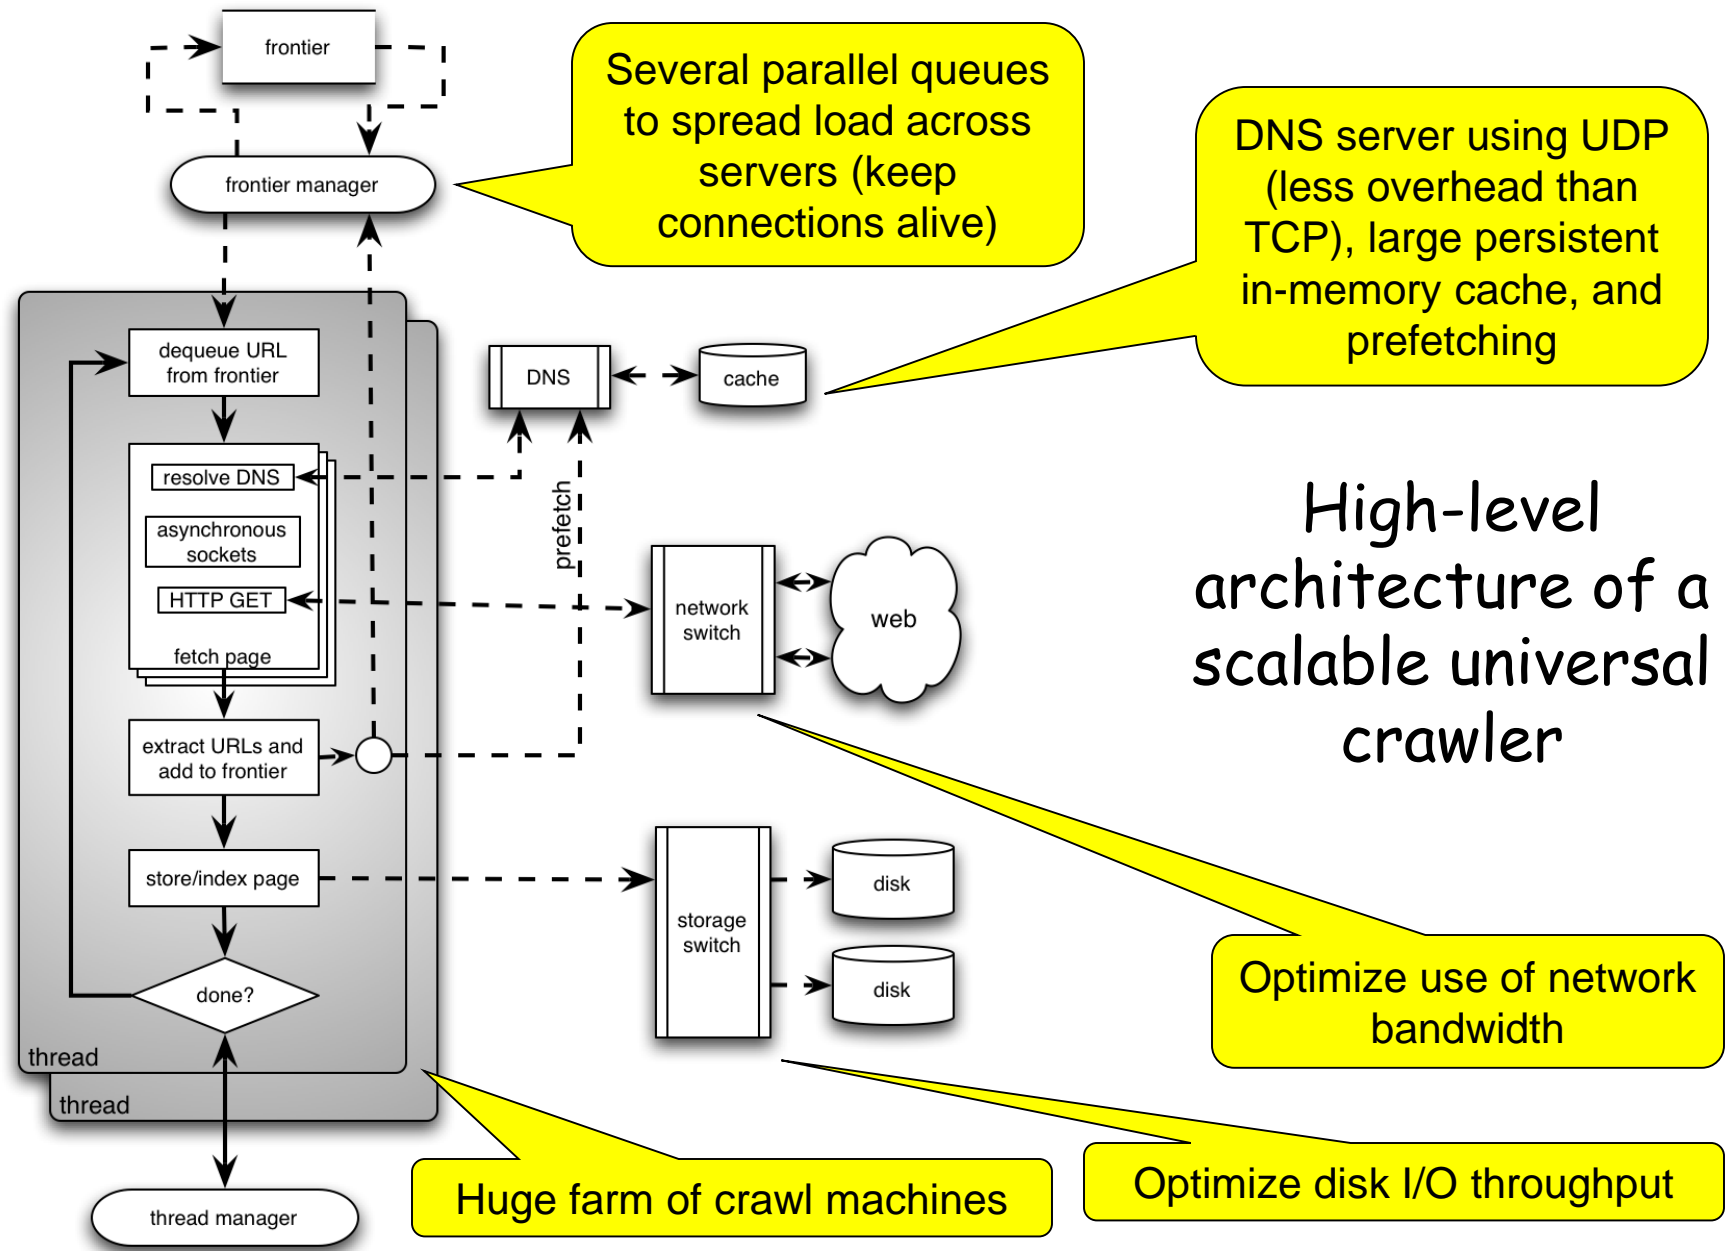 frontier
Several parallel queues
to spread load across
servers (keep
connections alive)
DNS server using UDP
(less overhead than
TCP), large persistent
in-memory cache, and
prefetching
frontier manager
dequeue URL
from frontier
DNS
cache
resolve DNS
asynchronous
sockets
HTTP GET
fetch page
prefetch
network
switch
web
High-level
architecture of a
scalable universal
crawler
extract URLs and
add to frontier
store/index page
storage
switch
disk
disk
done?
thread
thread
thread manager
Optimize use of network
bandwidth
Optimize disk I/O throughput
Huge farm of crawl machines